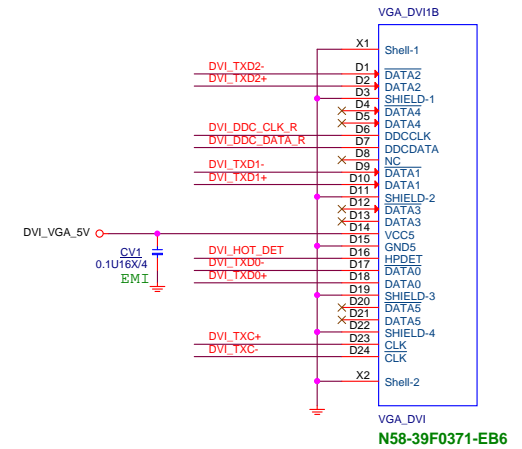 VGA_DVI1B
X1 Shell-1
DVI_TXD2- D1 DATA2
DVI_TXD2+ D2 DATA2
D3 SHIELD-1
D4 DATA4
D5 DATA4
DVI_DDC_CLK_R D6 DDCCLK
DVI_DDC_DATA_R D7 DDCDATA
D8 NC
DVI_TXD1- D9 DATA1
DVI_TXD1+ D10 DATA1
D11 SHIELD-2
D12 DATA3
D13 DATA3
DVI_VGA_5V D14 VCC5
D15 GND5
CV1 DVI_HOT_DET D16 HPDET
0.1U16X/4 DVI_TXD0- D17 DATA0
EMI DVI_TXD0+ D18 DATA0
D19 SHIELD-3
D20 DATA5
D21 DATA5
D22 SHIELD-4
DVI_TXC+ D23 CLK
DVI_TXC- D24 CLK
X2 Shell-2
VGA_DVI
N58-39F0371-EB6